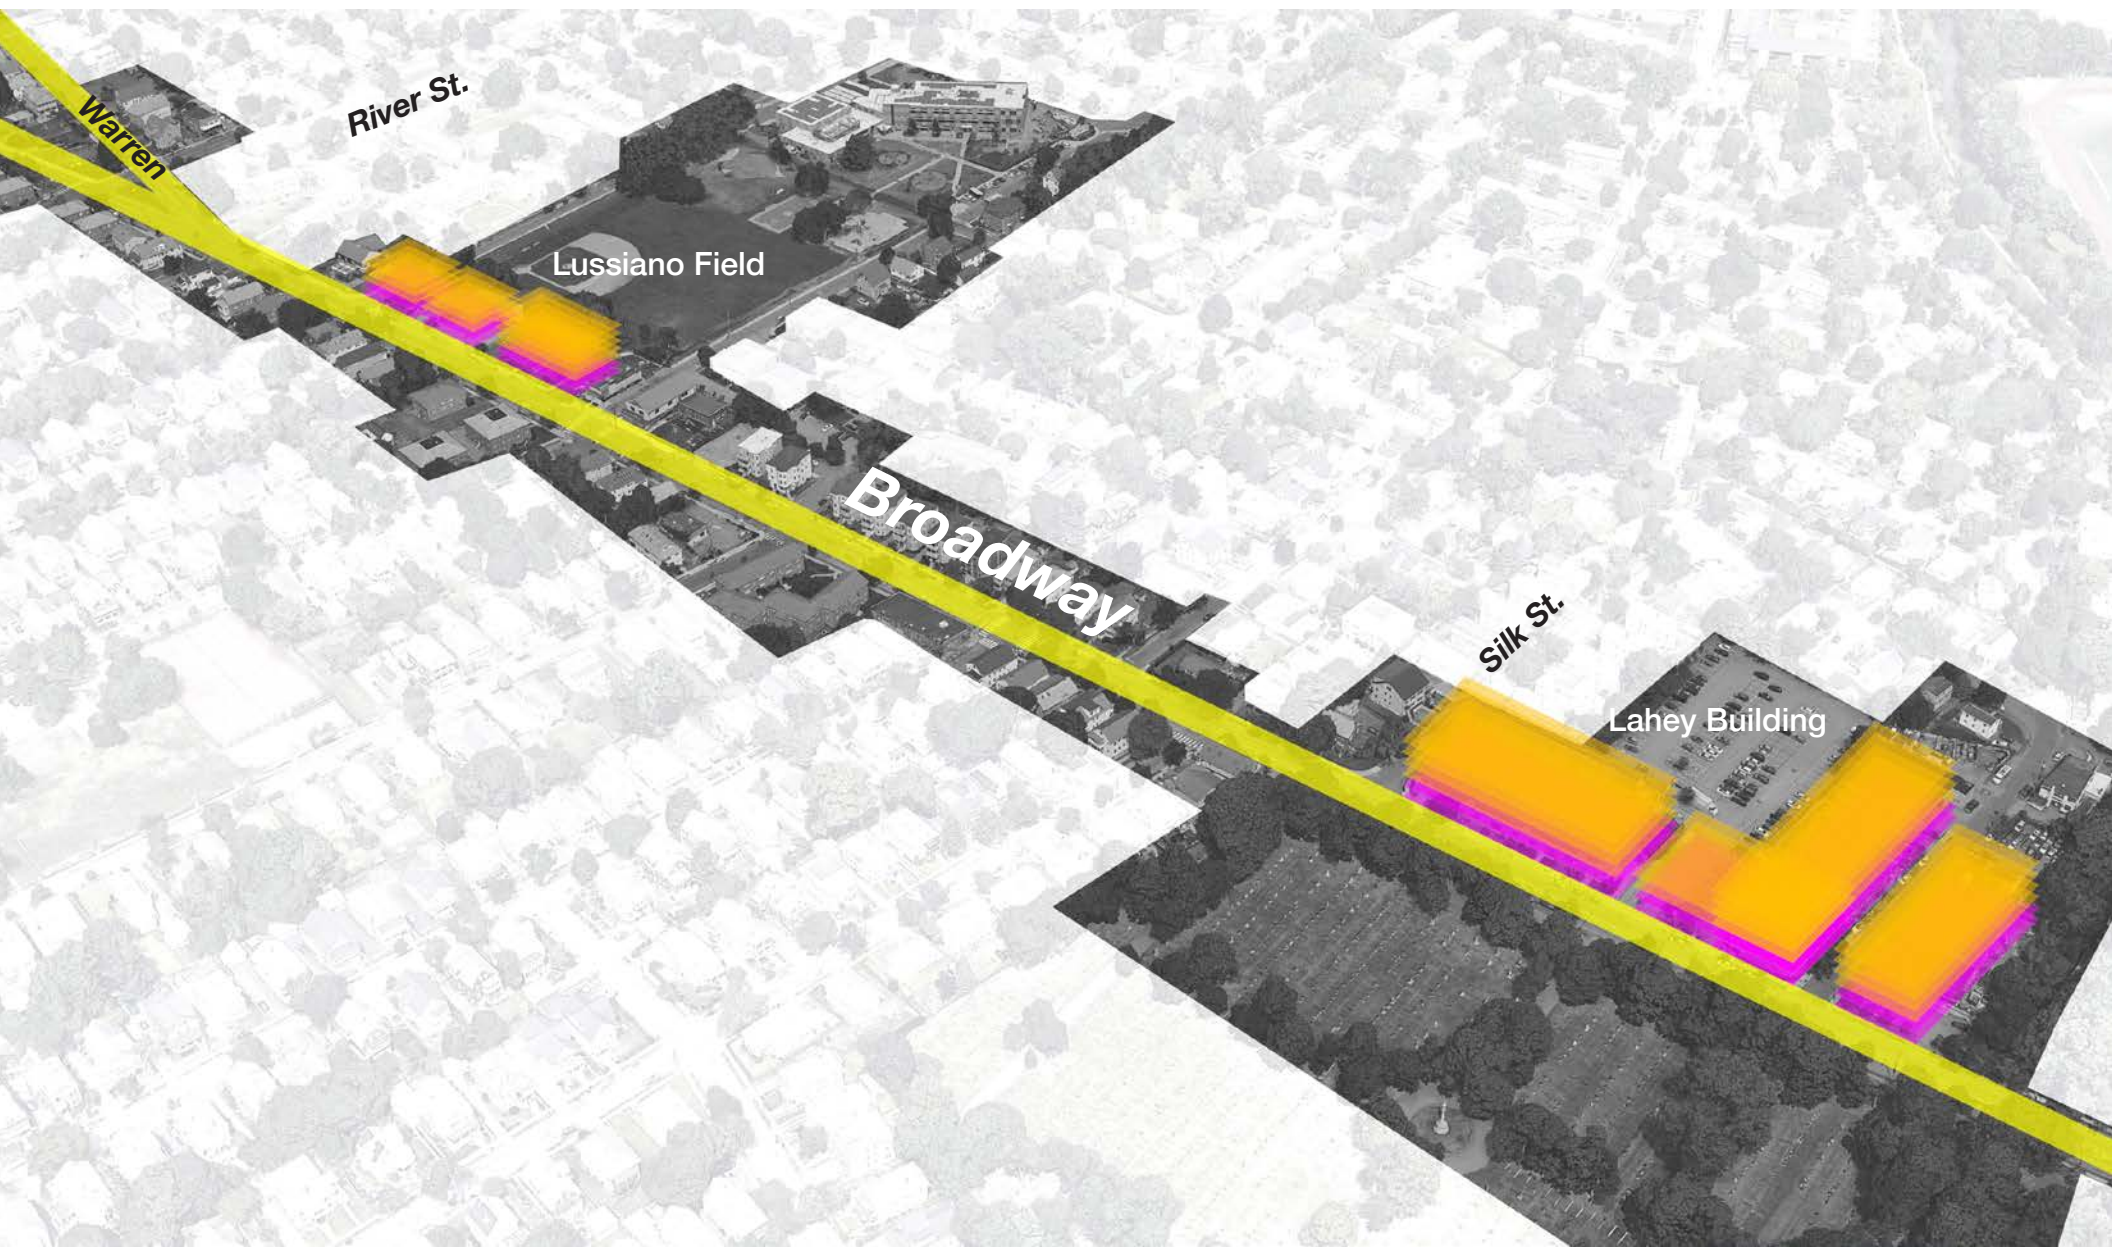 Warren
River St.
Lussiano Field
Broadway
Silk St.
Lahey Building